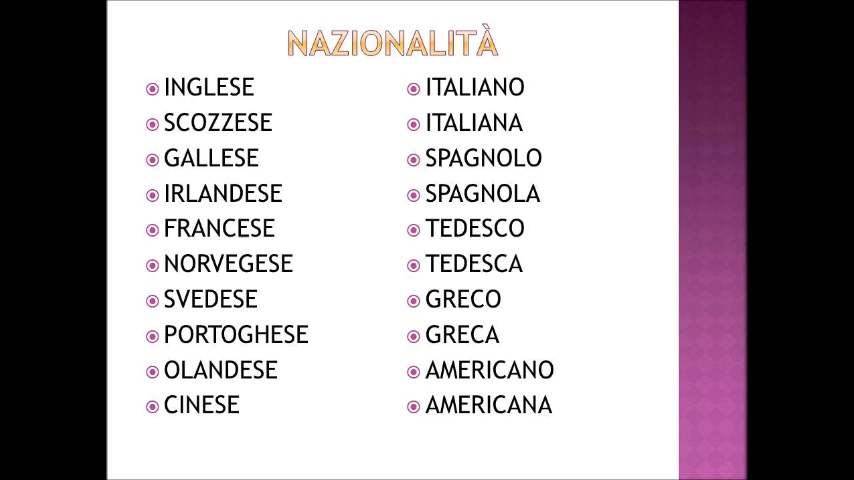 NAZIONALITÀ
INGLESE
SCOZZESE
GALLESE
IRLANDESE
FRANCESE
NORVEGESE
SVEDESE
PORTOGHESE
OLANDESE
CINESE
ITALIANO
ITALIANA
SPAGNOLO
SPAGNOLA
TEDESCO
TEDESCA
GRECO
GRECA
AMERICANO
AMERICANA